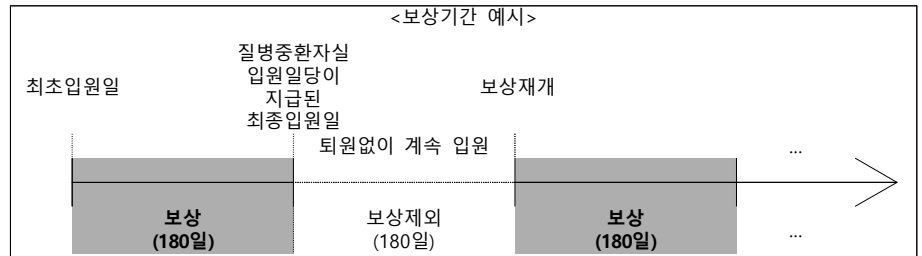 <보상기간 예시>
최초입원일
질병중환자실
입원일당이
지급된
최종입원일
보상재개
퇴원없이 계속 입원
...
보상
(180일)
보상제외
(180일)
보상
(180일)
...